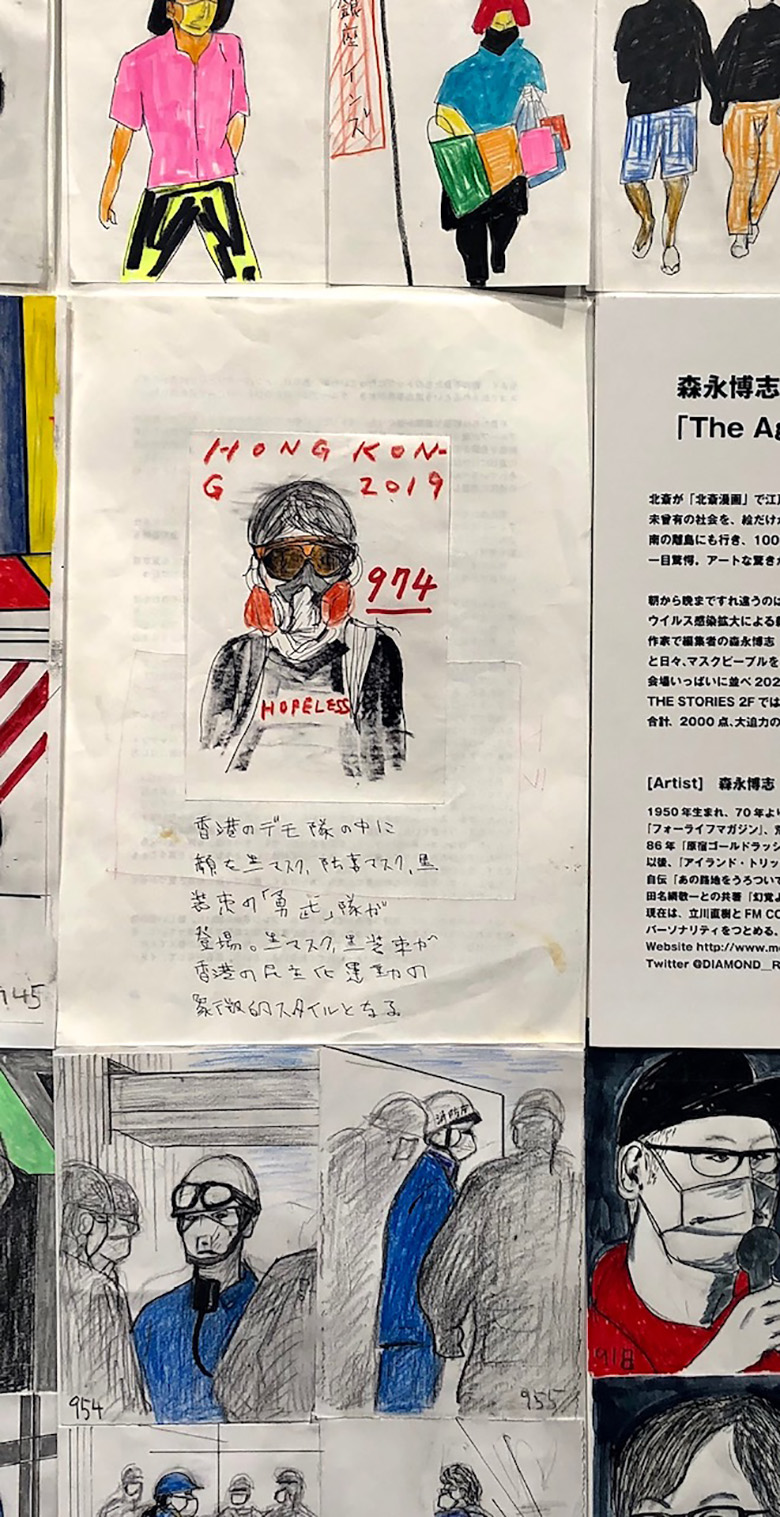 銀座インズ
HONG KON-
G 2019
974
HOPELESS
香港のデモ隊の中に
顔を黒マスク,防毒マスク,黒
装束の「勇武」隊が
登場。黒マスク,黒装束が
香港の民主化運動の
象徴的スタイルとなる
森永博志
「The Ag
北斎が「北斎漫画」で江
未曾有の社会を、絵だけ
南の離島にも行き、100
一目驚愕。アートな驚き
朝から晩まですれ違うのは
ウイルス感染拡大による
作家で編集者の森永博志
と日々、マスクピープルを
会場いっぱいに並べ 202
THE STORIES 2F では
合計、2000点、大迫力の
[Artist] 森永博志
1950年生まれ、70年より
「フォーライフマガジン」、
86年「原宿ゴールドラッシ
以後、「アイランド・トリッ
自伝「あの路地をうろつい
田名網敬一との共著「幻覚
現在は、立川直樹と FM CO
パーソナリティをつとめる。
Website http://www.m
Twitter @DIAMOND_R
945
消防庁
954
955
918